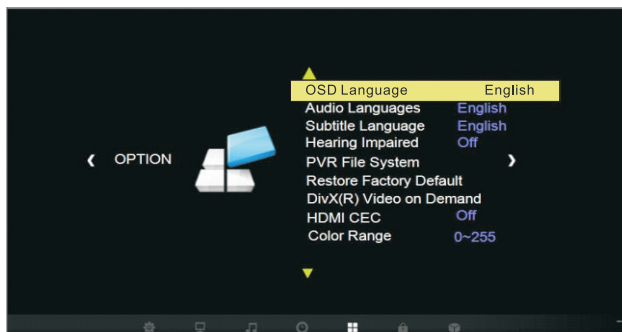 OSD Language English
Audio Languages English
Subtitle Language English
Hearing Impaired Off
OPTION
PVR File System
Restore Factory Default
DivX(R) Video on Demand
HDMI CEC Off
Color Range 0~255